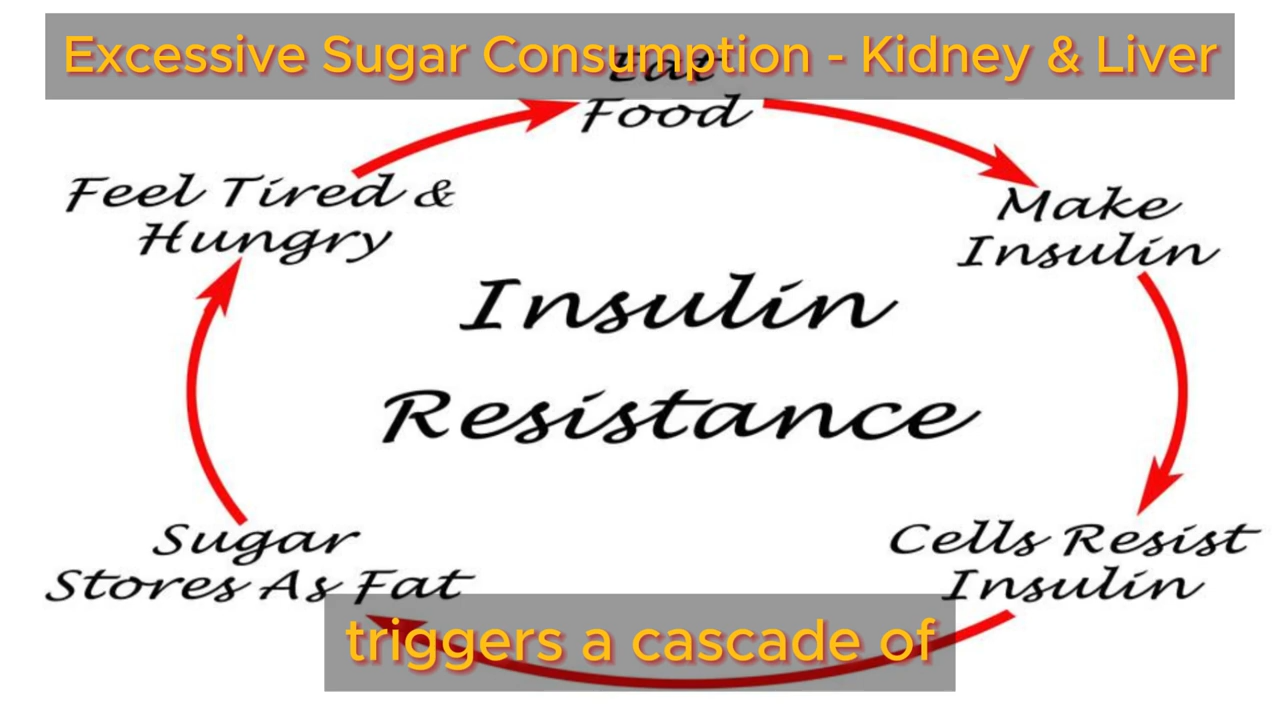 Excessive Sugar Consumption - Kidney & Liver
Eat
Food
Make
Insulin
Feel Tired &
Hungry
Insulin
Resistance
Cells Resist
Insulin
Sugar
Stores As Fat
triggers a cascade of